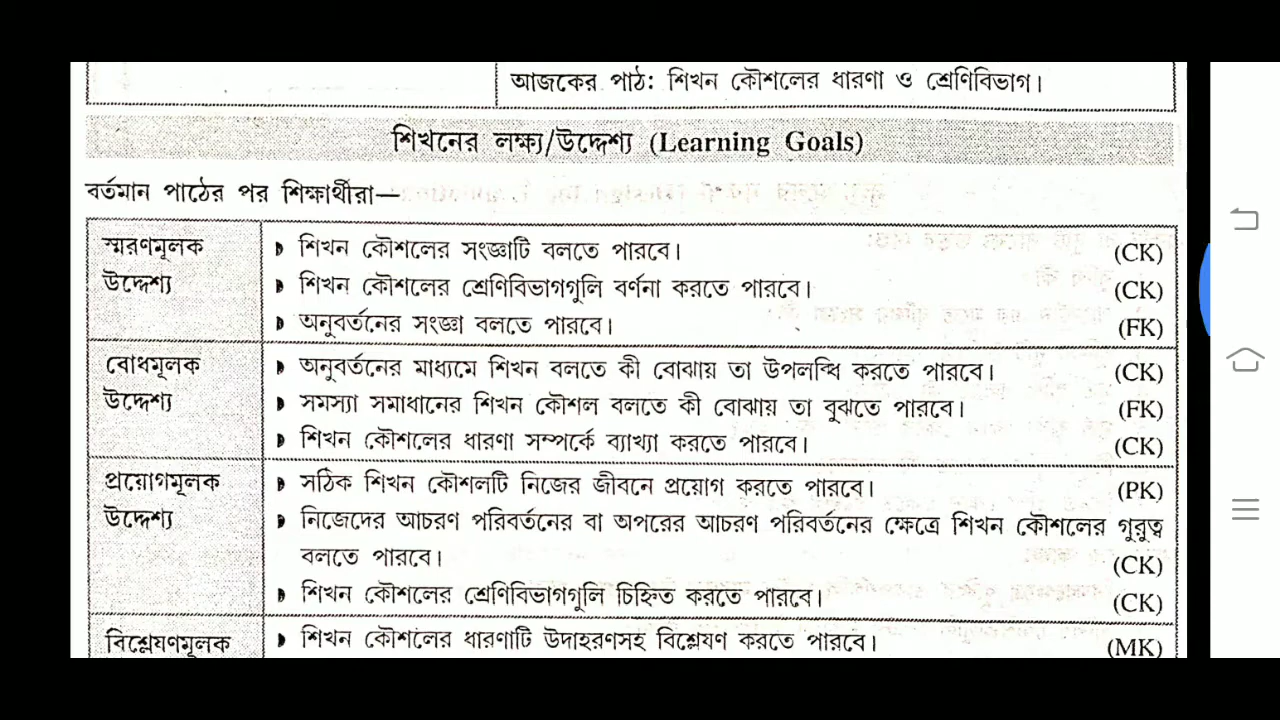 আজকের পাঠ: শিখন কৌশলের ধারণা ও শ্রেণিবিভাগ।
শিখনের লক্ষ্য/উদ্দেশ্য (Learning Goals)
বর্তমান পাঠের পর শিক্ষার্থীরা—
স্মরণমূলক উদ্দেশ্য
শিখন কৌশলের সংজ্ঞাটি বলতে পারবে। (CK)
শিখন কৌশলের শ্রেণিবিভাগগুলি বর্ণনা করতে পারবে। (CK)
অনুবর্তনের সংজ্ঞা বলতে পারবে। (FK)
বোধমূলক উদ্দেশ্য
অনুবর্তনের মাধ্যমে শিখন বলতে কী বোঝায় তা উপলব্ধি করতে পারবে। (CK)
সমস্যা সমাধানের শিখন কৌশল বলতে কী বোঝায় তা বুঝতে পারবে। (FK)
শিখন কৌশলের ধারণা সম্পর্কে ব্যাখ্যা করতে পারবে। (CK)
প্রয়োগমূলক উদ্দেশ্য
সঠিক শিখন কৌশলটি নিজের জীবনে প্রয়োগ করতে পারবে। (PK)
নিজেদের আচরণ পরিবর্তনের বা অপরের আচরণ পরিবর্তনের ক্ষেত্রে শিখন কৌশলের গুরুত্ব
বলতে পারবে। (CK)
শিখন কৌশলের শ্রেণিবিভাগগুলি চিহ্নিত করতে পারবে। (CK)
বিশ্লেষণমূলক
শিখন কৌশলের ধারণাটি উদাহরণসহ বিশ্লেষণ করতে পারবে। (MK)